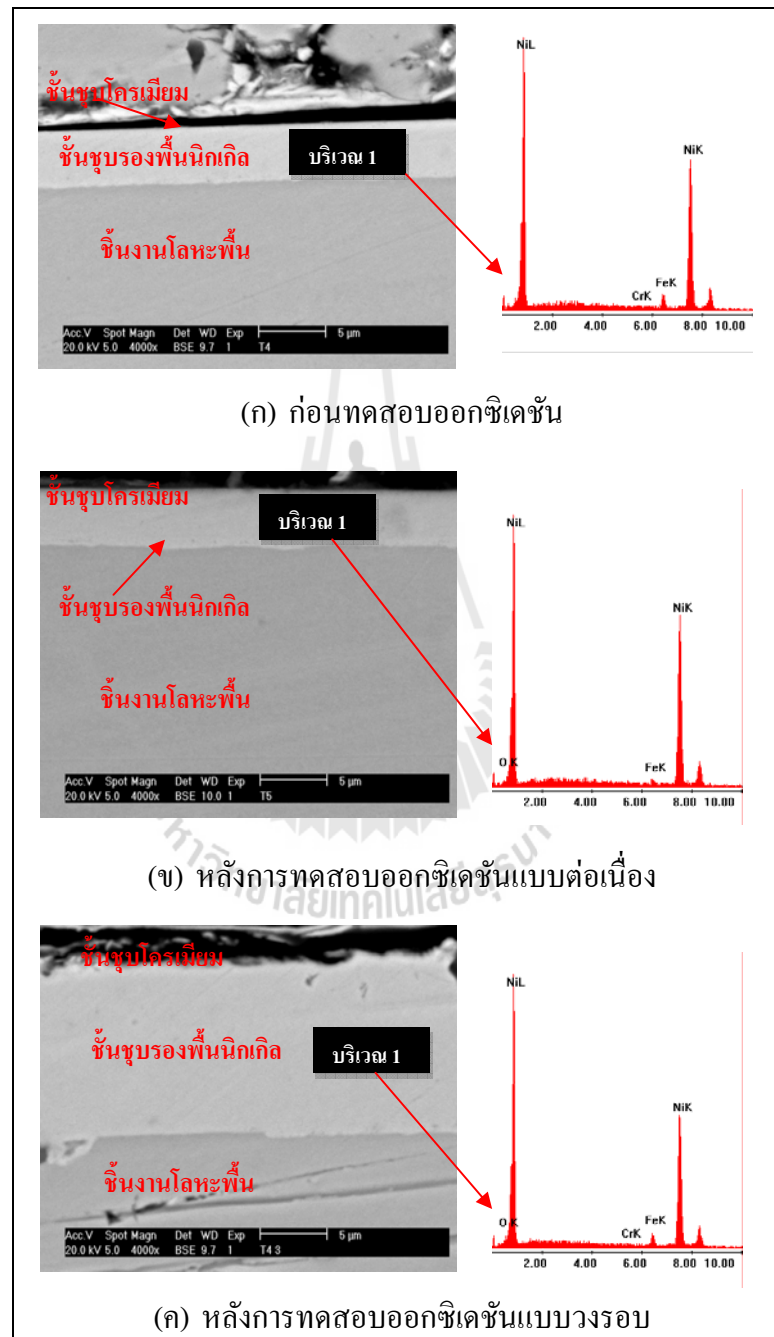 ชั้นชุบโครเมียม
ชั้นชุบรองพื้นนิกเกิล
บริเวณ 1
ชิ้นงานโลหะพื้น
Acc.V Spot Magn Det WD Exp 5 µm
20.0 kV 5.0 4000x BSE 9.7 1 T4
NiL
NiK
FeK
CrK
2.00 4.00 6.00 8.00 10.00
(ก) ก่อนทดสอบออกซิเดชัน
ชั้นชุบโครเมียม
บริเวณ 1
ชั้นชุบรองพื้นนิกเกิล
ชิ้นงานโลหะพื้น
Acc.V Spot Magn Det WD Exp 5 µm
20.0 kV 5.0 4000x BSE 10.0 1 T5
NiL
NiK
O K
FeK
2.00 4.00 6.00 8.00 10.00
(ข) หลังการทดสอบออกซิเดชันแบบต่อเนื่อง
ชั้นชุบโครเมียม
ชั้นชุบรองพื้นนิกเกิล
บริเวณ 1
ชิ้นงานโลหะพื้น
Acc.V Spot Magn Det WD Exp 5 µm
20.0 kV 5.0 4000x BSE 9.7 1 T4 3
NiL
NiK
O K
FeK
CrK
2.00 4.00 6.00 8.00 10.00
(ค) หลังการทดสอบออกซิเดชันแบบวงรอบ